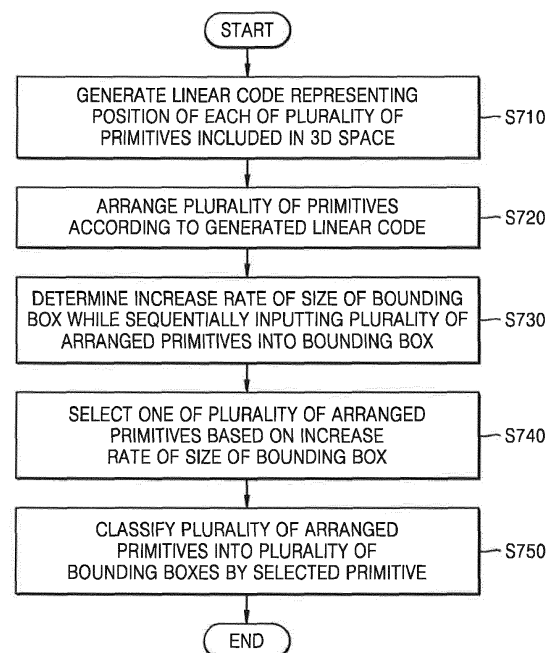 START
GENERATE LINEAR CODE REPRESENTING
POSITION OF EACH OF PLURALITY OF
PRIMITIVES INCLUDED IN 3D SPACE
S710
ARRANGE PLURALITY OF PRIMITIVES
ACCORDING TO GENERATED LINEAR CODE
S720
DETERMINE INCREASE RATE OF SIZE OF BOUNDING
BOX WHILE SEQUENTIALLY INPUTTING PLURALITY OF
ARRANGED PRIMITIVES INTO BOUNDING BOX
S730
SELECT ONE OF PLURALITY OF ARRANGED
PRIMITIVES BASED ON INCREASE
RATE OF SIZE OF BOUNDING BOX
S740
CLASSIFY PLURALITY OF ARRANGED
PRIMITIVES INTO PLURALITY OF
BOUNDING BOXES BY SELECTED PRIMITIVE
S750
END